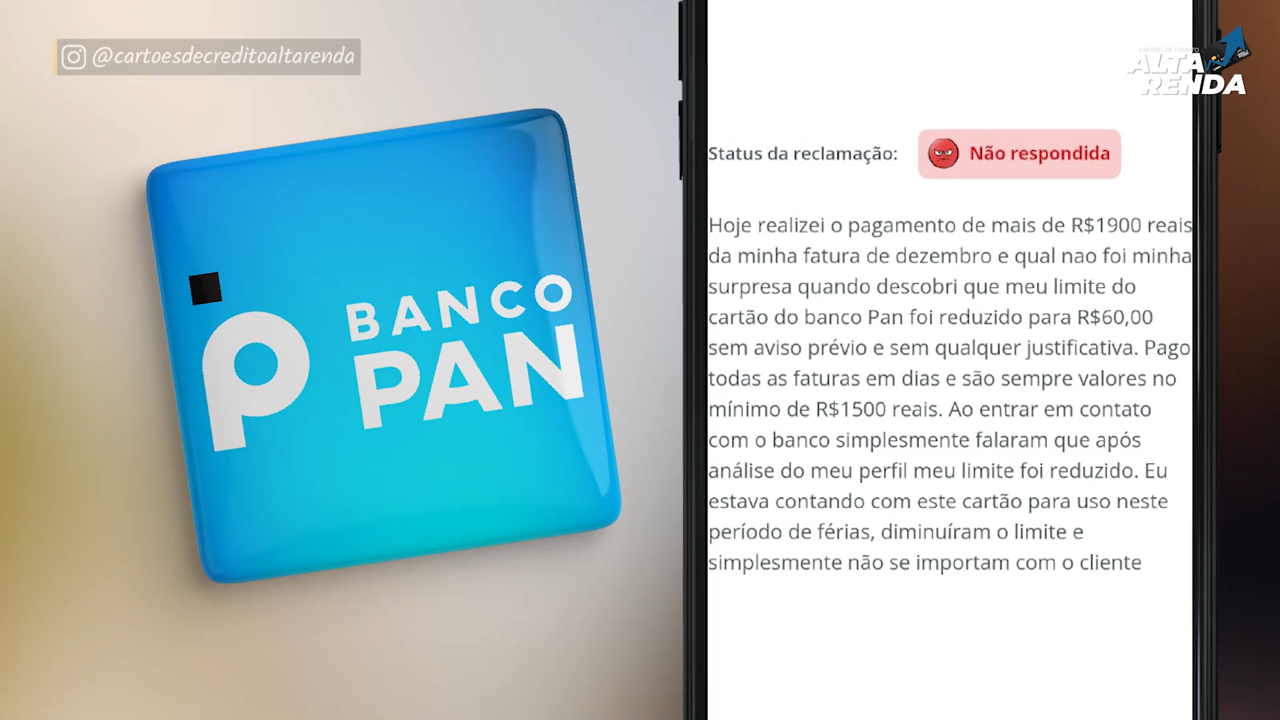 @cartoesdecreditoaltarenda
BANCO
PAN
CARTÕES DE CRÉDITO
ALTA
RENDA
Status da reclamação:
Não respondida
Hoje realizei o pagamento de mais de R$1900 reais
da minha fatura de dezembro e qual nao foi minha
surpresa quando descobri que meu limite do
cartão do banco Pan foi reduzido para R$60,00
sem aviso prévio e sem qualquer justificativa. Pago
todas as faturas em dias e são sempre valores no
mínimo de R$1500 reais. Ao entrar em contato
com o banco simplesmente falaram que após
análise do meu perfil meu limite foi reduzido. Eu
estava contando com este cartão para uso neste
período de férias, diminuíram o limite e
simplesmente não se importam com o cliente